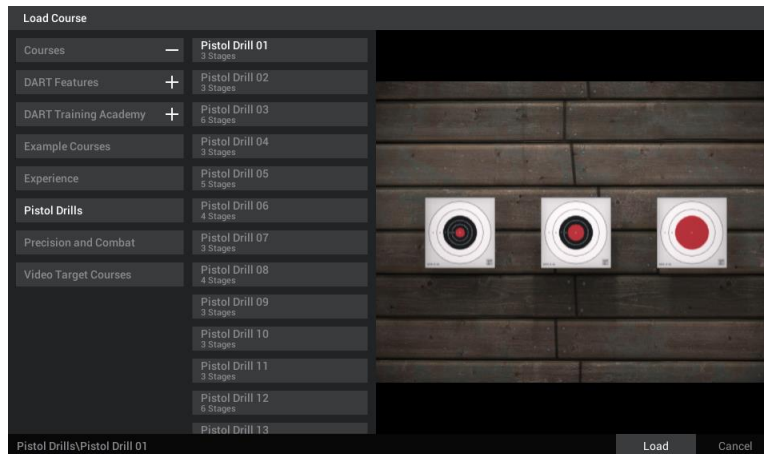 Load Course
Courses
DART Features
DART Training Academy
Example Courses
Experience
Pistol Drills
Precision and Combat
Video Target Courses
Pistol Drill 01
3 Stages
Pistol Drill 02
3 Stages
Pistol Drill 03
6 Stages
Pistol Drill 04
3 Stages
Pistol Drill 05
5 Stages
Pistol Drill 06
4 Stages
Pistol Drill 07
3 Stages
Pistol Drill 08
4 Stages
Pistol Drill 09
3 Stages
Pistol Drill 10
3 Stages
Pistol Drill 11
3 Stages
Pistol Drill 12
6 Stages
Pistol Drill 13
Pistol Drills\Pistol Drill 01
Load
Cancel